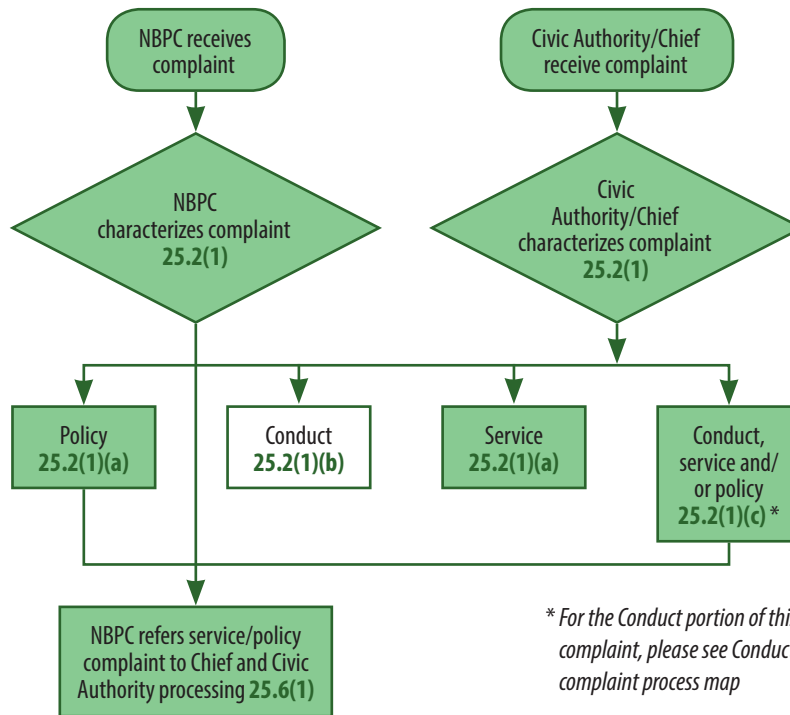 NBPC receives
complaint
Civic Authority/Chief
receive complaint
NBPC
characterizes complaint
25.2(1)
Civic
Authority/Chief
characterizes complaint
25.2(1)
Policy
25.2(1)(a)
Conduct
25.2(1)(b)
Service
25.2(1)(a)
Conduct,
service and/
or policy
25.2(1)(c) *
NBPC refers service/policy
complaint to Chief and Civic
Authority processing 25.6(1)
* For the Conduct portion of
complaint, please see
complaint process map